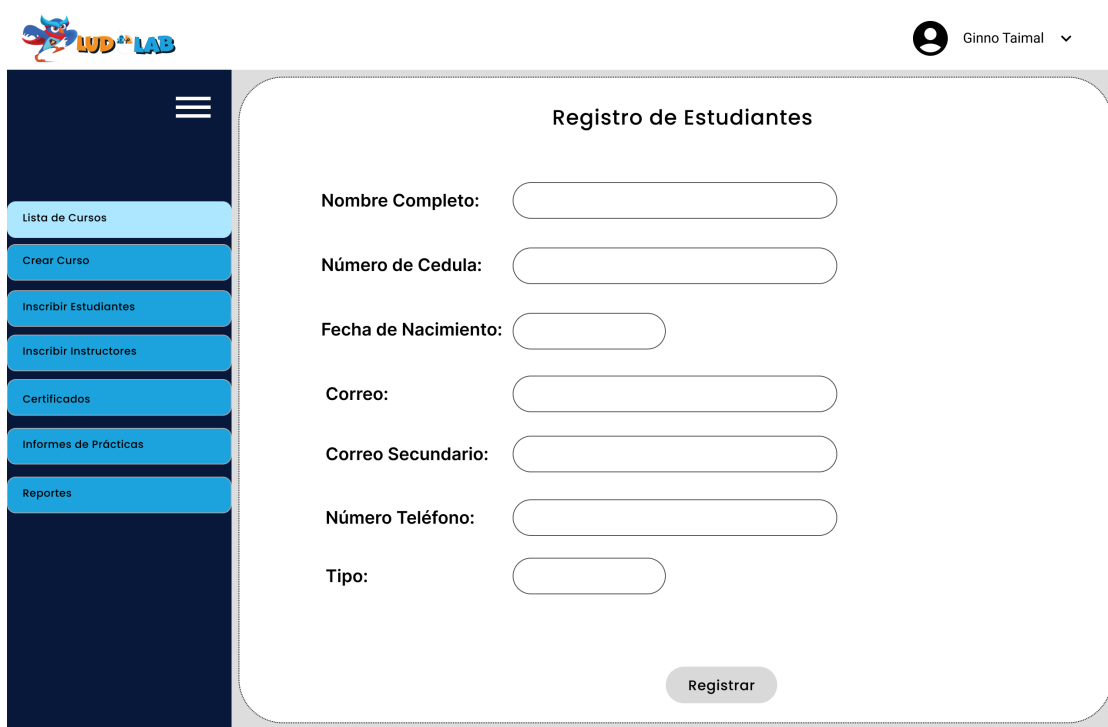 LUD LAB
Ginno Taimal
Registro de Estudiantes
Lista de Cursos
Crear Curso
Inscribir Estudiantes
Inscribir Instructores
Certificados
Informes de Prácticas
Reportes
Nombre Completo:
Número de Cedula:
Fecha de Nacimiento:
Correo:
Correo Secundario:
Número Teléfono:
Tipo:
Registrar